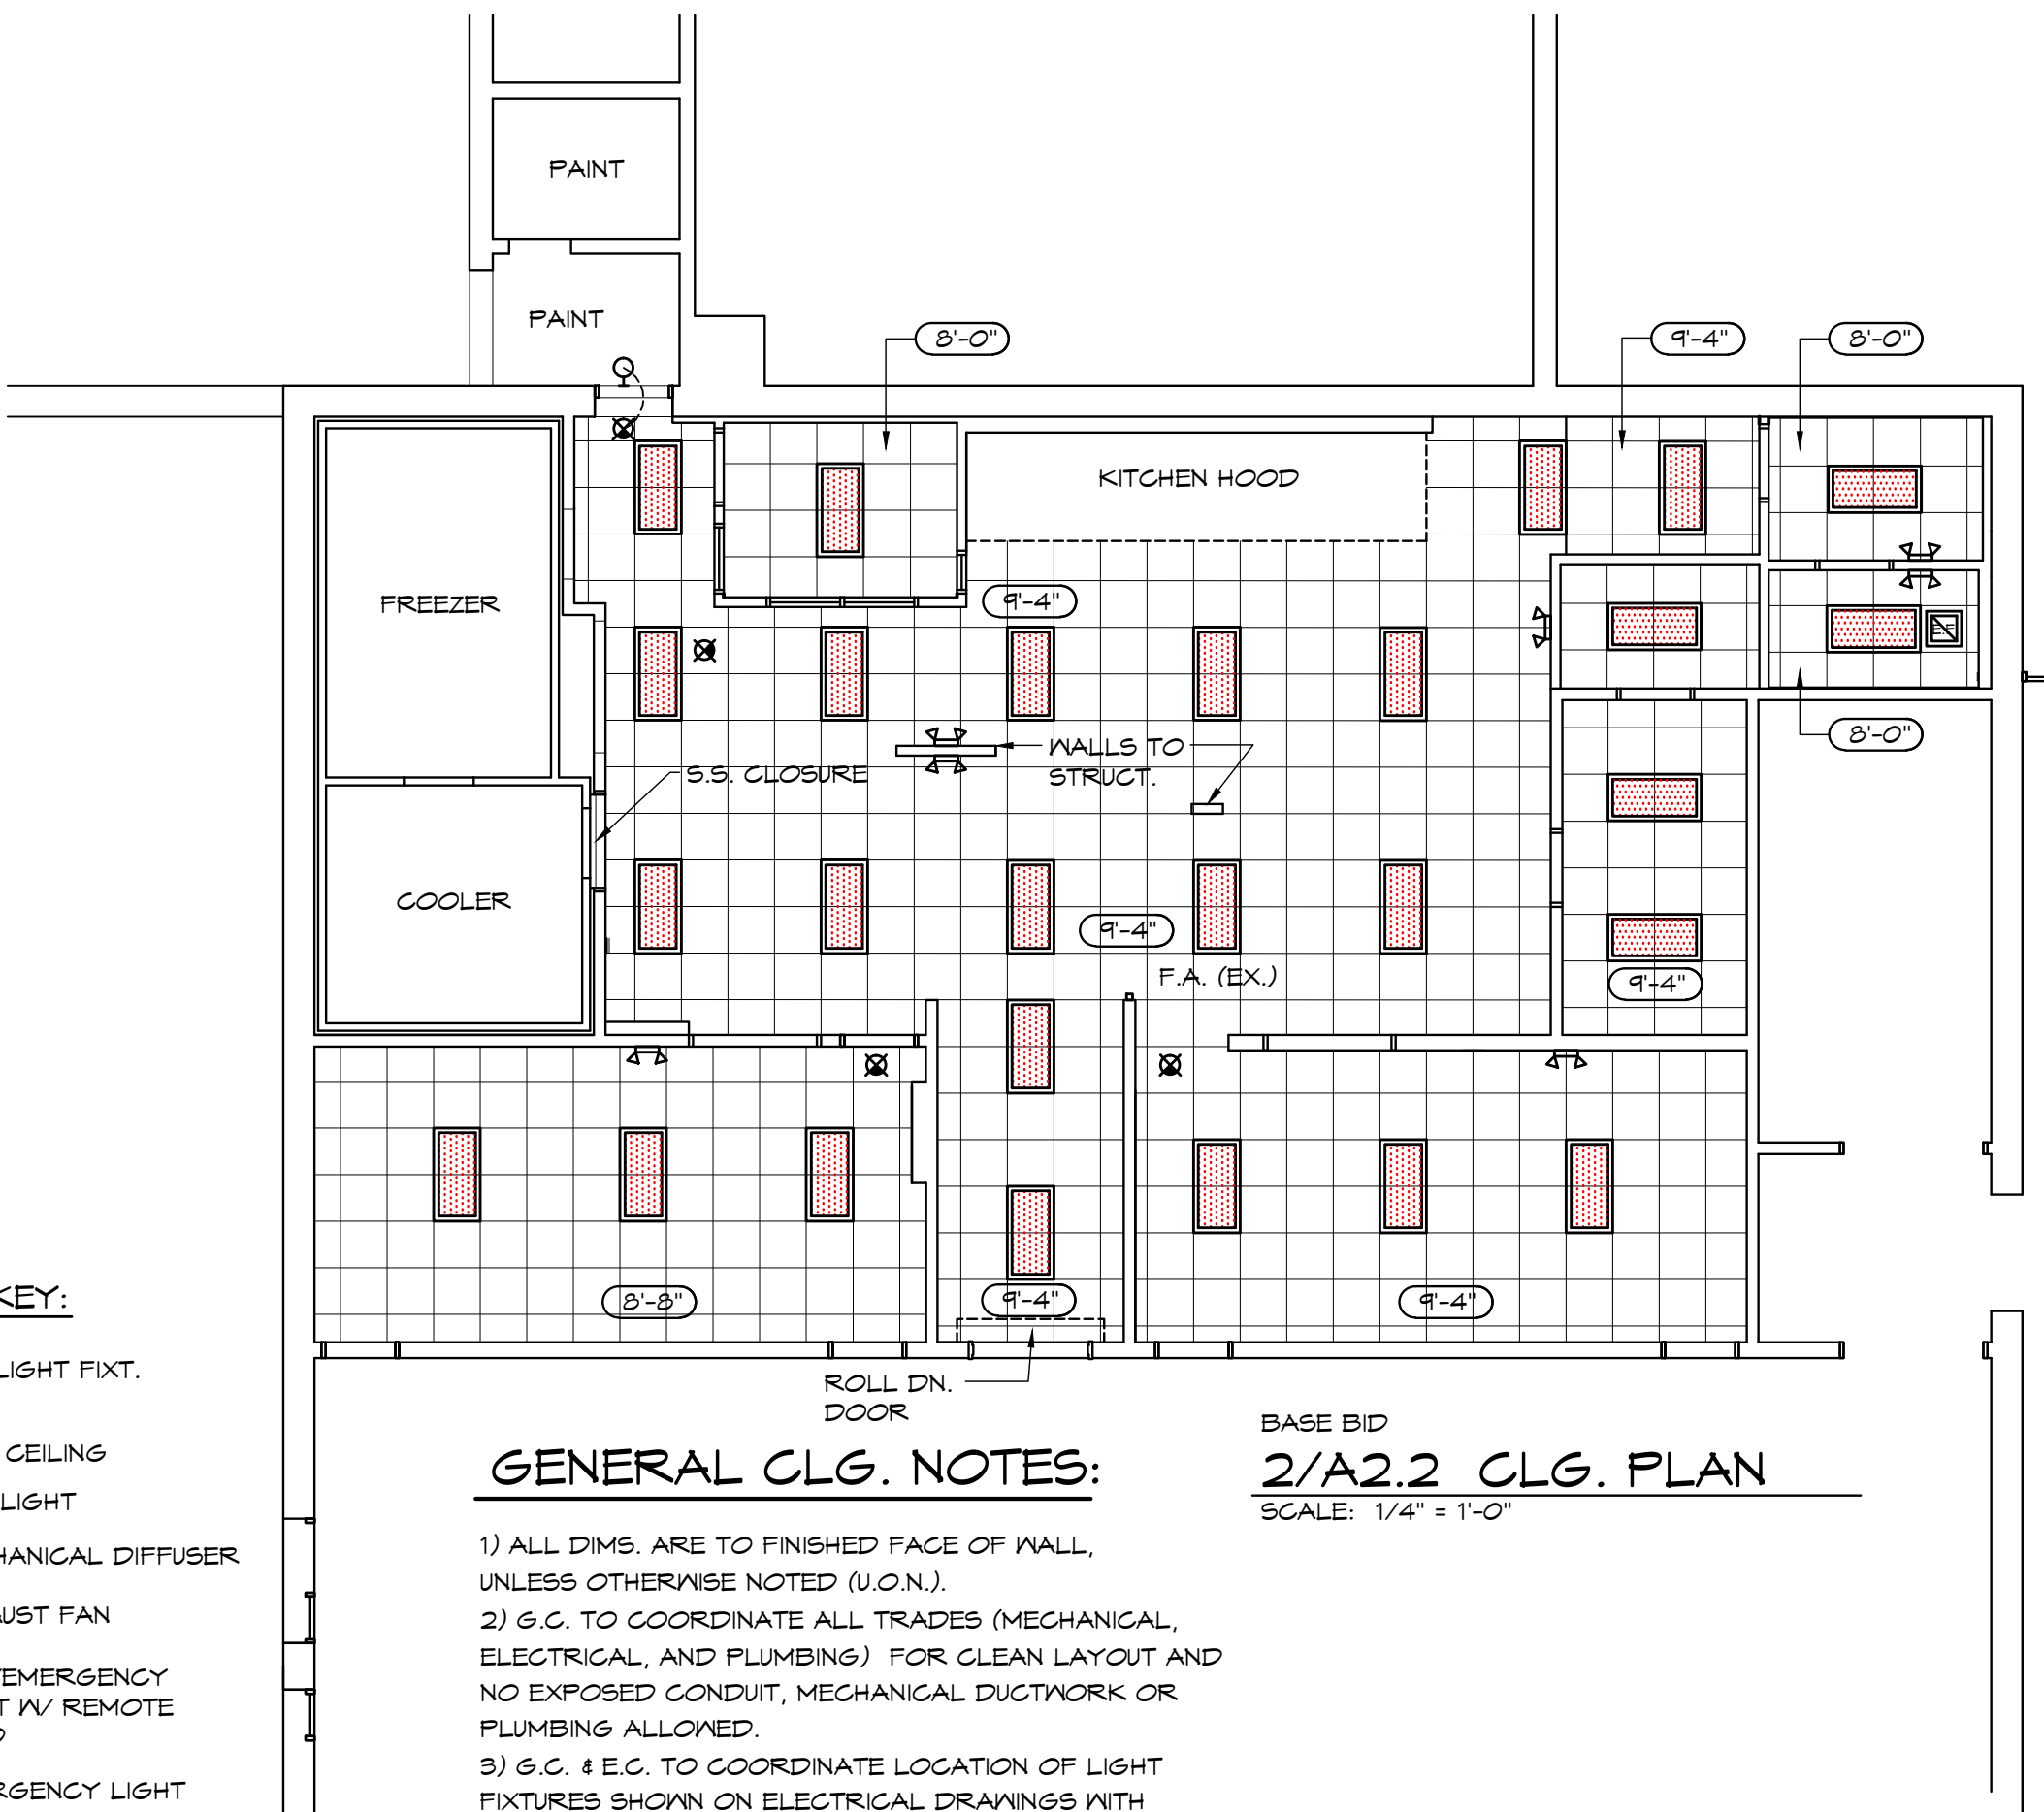 PAINT
PAINT
8'-0"
9'-4"
8'-0"
KITCHEN HOOD
FREEZER
9'-4"
E.F.
8'-0"
WALLS TO
STRUCT.
S.S. CLOSURE
COOLER
9'-4"
F.A. (EX.)
9'-4"
8'-8"
9'-4"
9'-4"
KEY:
LIGHT FIXT.
CEILING
LIGHT
HANICAL DIFFUSER
AUST FAN
EMERGENCY
T W/ REMOTE
RGENCY LIGHT
ROLL DN.
DOOR
GENERAL CLG. NOTES:
1) ALL DIMS. ARE TO FINISHED FACE OF WALL,
UNLESS OTHERWISE NOTED (U.O.N.).
2) G.C. TO COORDINATE ALL TRADES (MECHANICAL,
ELECTRICAL, AND PLUMBING) FOR CLEAN LAYOUT AND
NO EXPOSED CONDUIT, MECHANICAL DUCTWORK OR
PLUMBING ALLOWED.
3) G.C. & E.C. TO COORDINATE LOCATION OF LIGHT
FIXTURES SHOWN ON ELECTRICAL DRAWINGS WITH
BASE BID
2/A2.2 CLG. PLAN
SCALE: 1/4" = 1'-0"